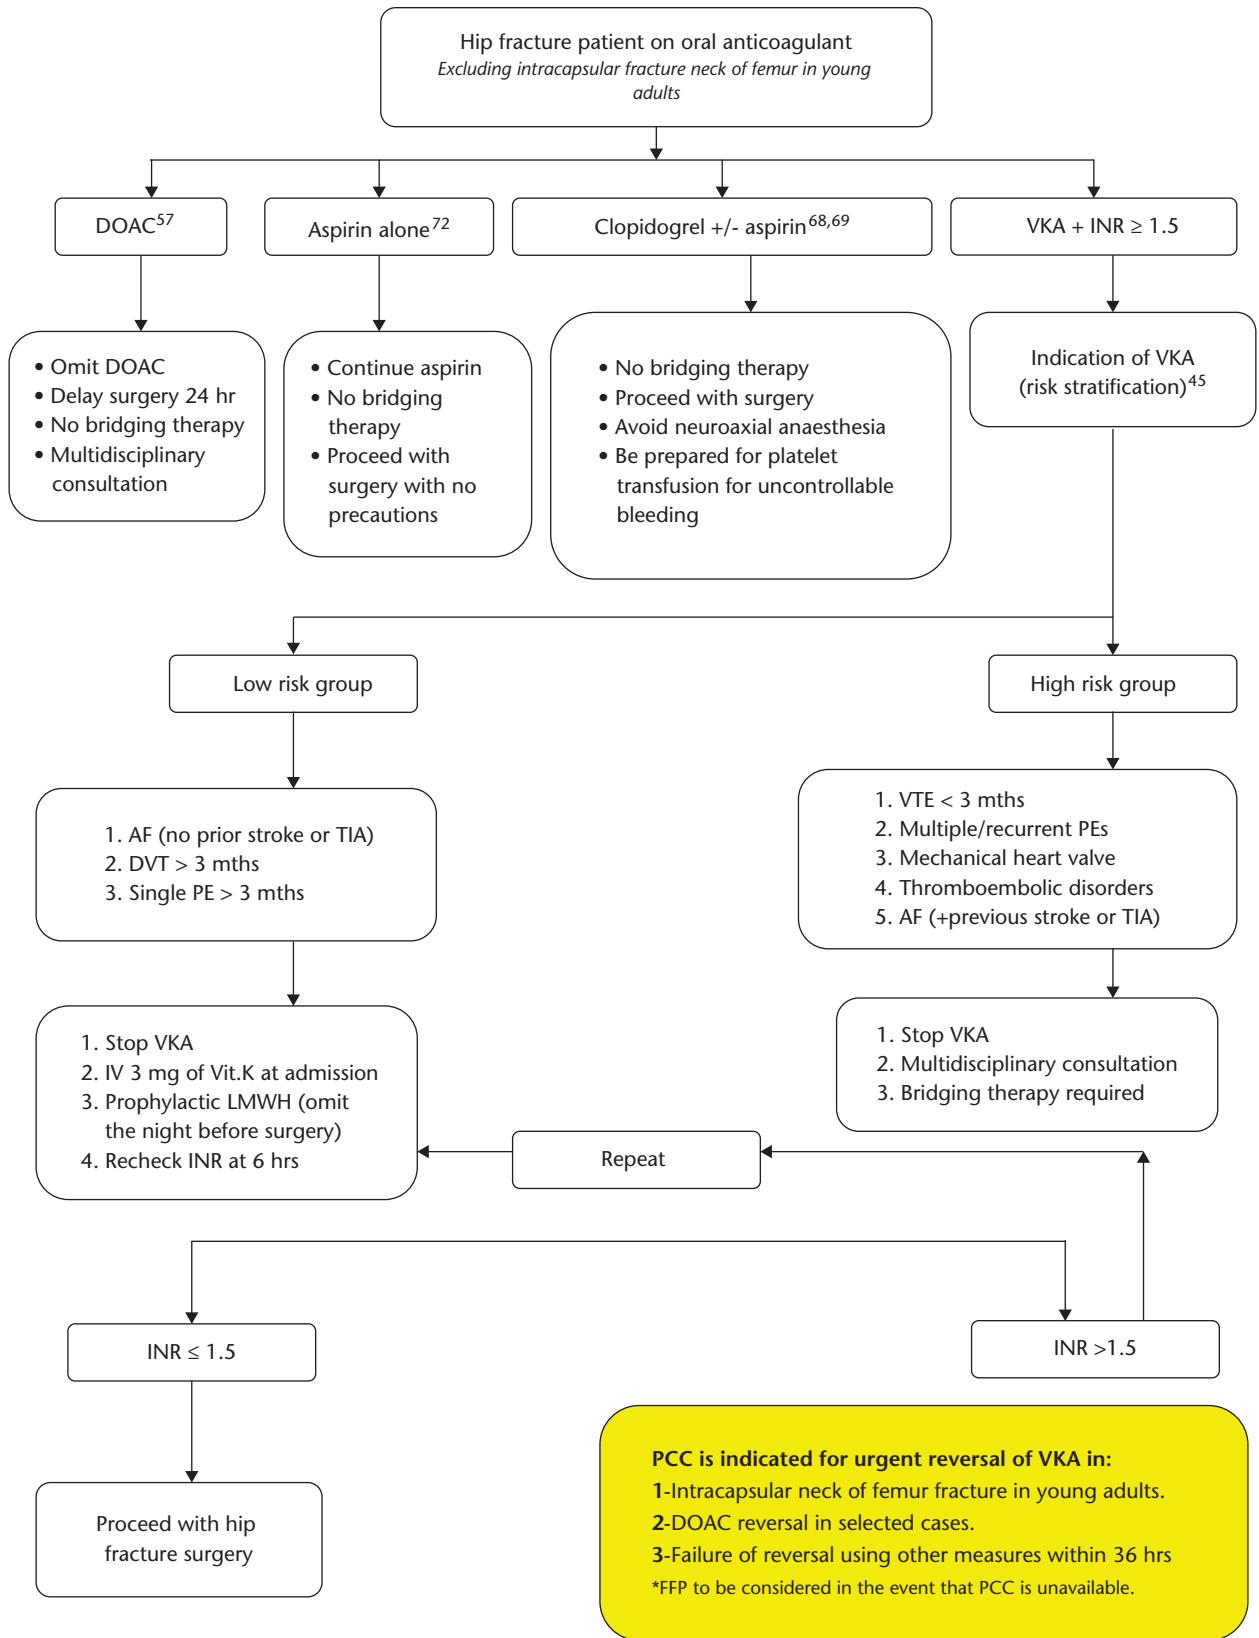 Hip fracture patient on oral anticoagulant
Excluding intracapsular fracture neck of femur in young
adults
DOAC57
Aspirin alone72
Clopidogrel +/- aspirin68,69
VKA + INR ≥ 1.5
• Omit DOAC
• Delay surgery 24 hr
• No bridging therapy
• Multidisciplinary
consultation
• Continue aspirin
• No bridging
therapy
• Proceed with
surgery with no
precautions
• No bridging therapy
• Proceed with surgery
• Avoid neuroaxial anaesthesia
• Be prepared for platelet
transfusion for uncontrollable
bleeding
Indication of VKA
(risk stratification)45
Low risk group
High risk group
1. AF (no prior stroke or TIA)
2. DVT > 3 mths
3. Single PE > 3 mths
1. VTE < 3 mths
2. Multiple/recurrent PEs
3. Mechanical heart valve
4. Thromboembolic disorders
5. AF (+previous stroke or TIA)
1. Stop VKA
2. IV 3 mg of Vit.K at admission
3. Prophylactic LMWH (omit
the night before surgery)
4. Recheck INR at 6 hrs
1. Stop VKA
2. Multidisciplinary consultation
3. Bridging therapy required
Repeat
INR ≤ 1.5
INR >1.5
Proceed with hip
fracture surgery
PCC is indicated for urgent reversal of VKA in:
1-Intracapsular neck of femur fracture in young adults.
2-DOAC reversal in selected cases.
3-Failure of reversal using other measures within 36 hrs
*FFP to be considered in the event that PCC is unavailable.